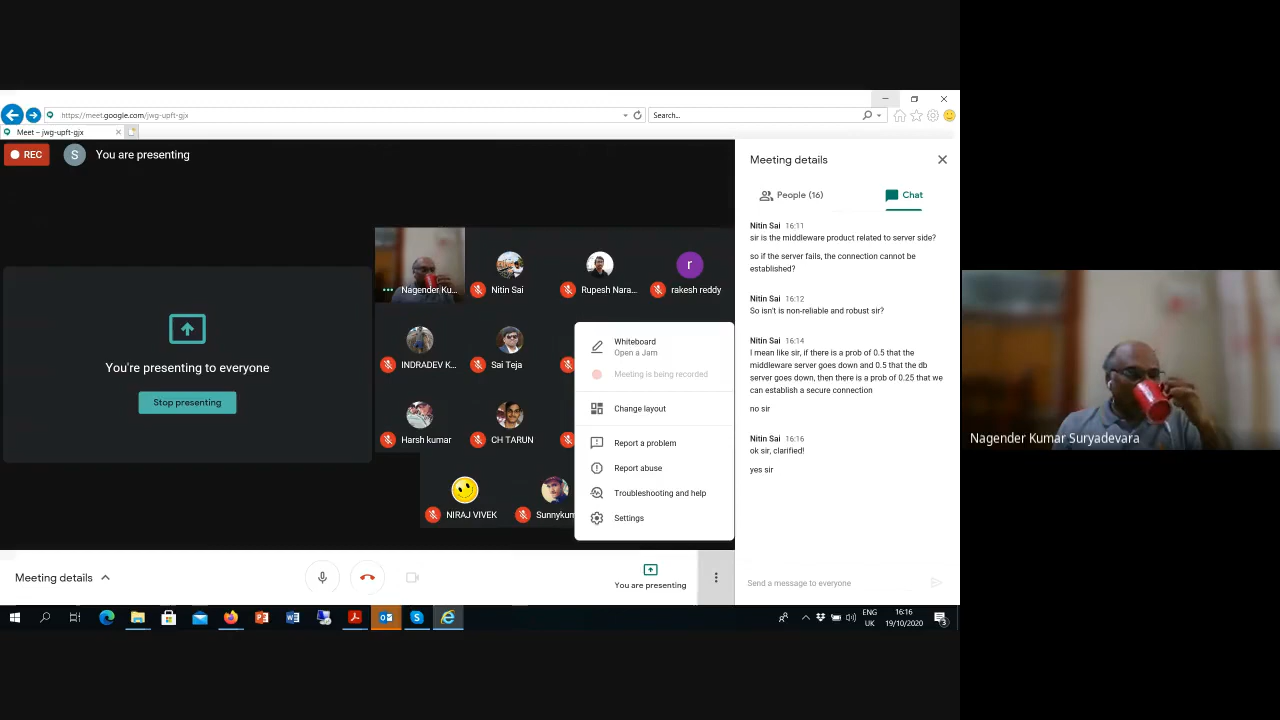 https://meet.google.com/jwg-upft-gjx
Search...
Meet – jwg-upft-gjx
REC
S
You are presenting
Meeting details
People (16)
Chat
Nitin Sai 16:11
sir is the middleware product related to server side?
so if the server fails, the connection cannot be
established?
Nitin Sai 16:12
So isn't is non-reliable and robust sir?
Nitin Sai 16:14
I mean like sir, if there is a prob of 0.5 that the
middleware server goes down and 0.5 that the db
server goes down, then there is a prob of 0.25 that we
can establish a secure connection
no sir
Nitin Sai 16:16
ok sir, clarified!
yes sir
Send a message to everyone
You're presenting to everyone
Stop presenting
Nagender Ku...
Nitin Sai
Rupesh Nara...
r
rakesh reddy
INDRADEV K...
Sai Teja
Harsh kumar
CH TARUN
NIRAJ VIVEK
Sunnykum
Whiteboard
Open a Jam
Meeting is being recorded
Change layout
Report a problem
Report abuse
Troubleshooting and help
Settings
Meeting details
You are presenting
ENG
UK
16:16
19/10/2020
3
Nagender Kumar Suryadevara